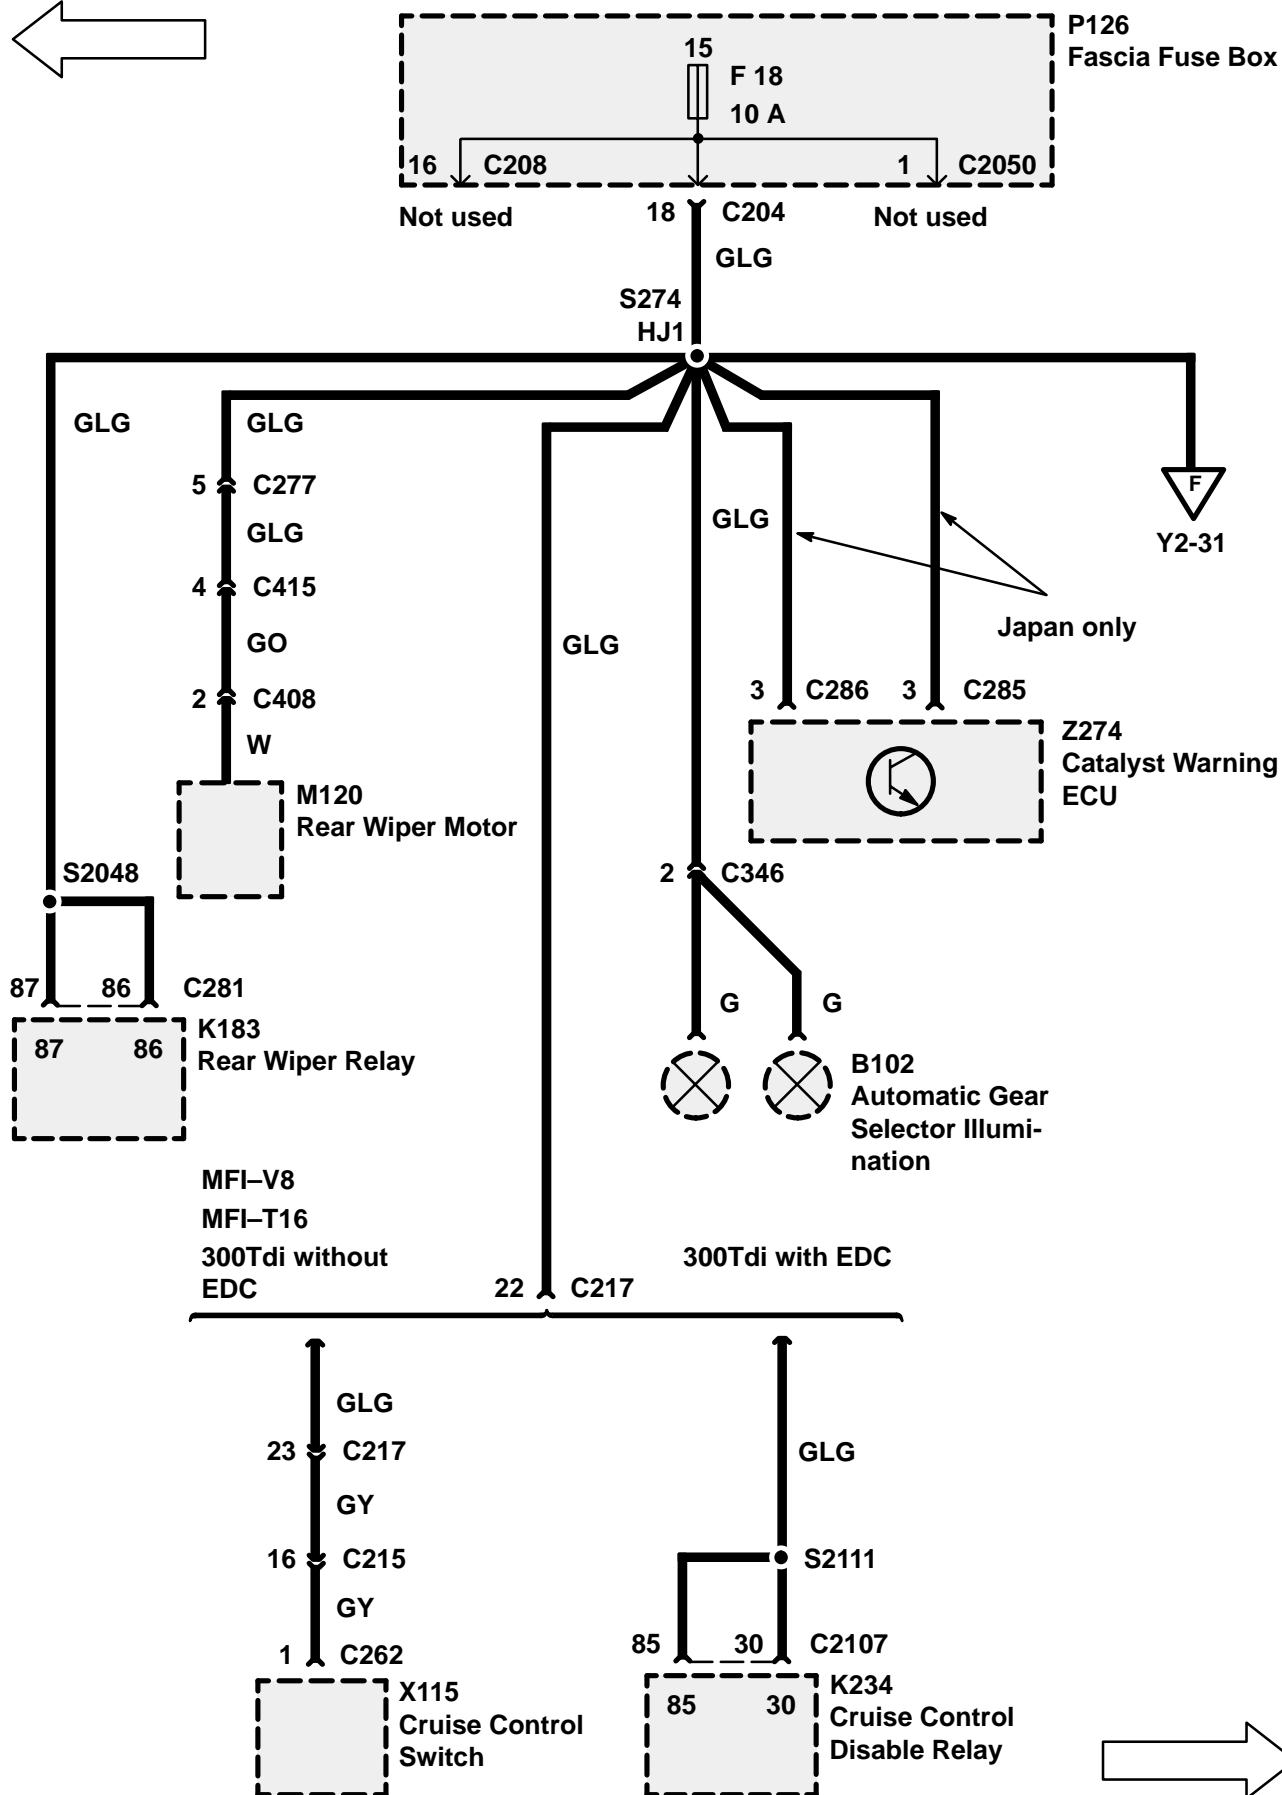 P126
Fascia Fuse Box
15
F 18
10 A
16 C208
1 C2050
Not used
18 C204
Not used
GLG
S274
HJ1
GLG
GLG
5 C277
GLG
4 C415
GO
2 C408
W
GLG
GLG
F
Y2-31
Japan only
3 C286
3 C285
Z274
Catalyst Warning
ECU
M120
Rear Wiper Motor
S2048
2 C346
87 86 C281
K183
Rear Wiper Relay
87 86
G G
B102
Automatic Gear
Selector Illumi-
nation
MFI–V8
MFI–T16
300Tdi without
EDC
300Tdi with EDC
22 C217
GLG
23 C217
GY
16 C215
GY
1 C262
X115
Cruise Control
Switch
GLG
S2111
85 30 C2107
85 30
K234
Cruise Control
Disable Relay